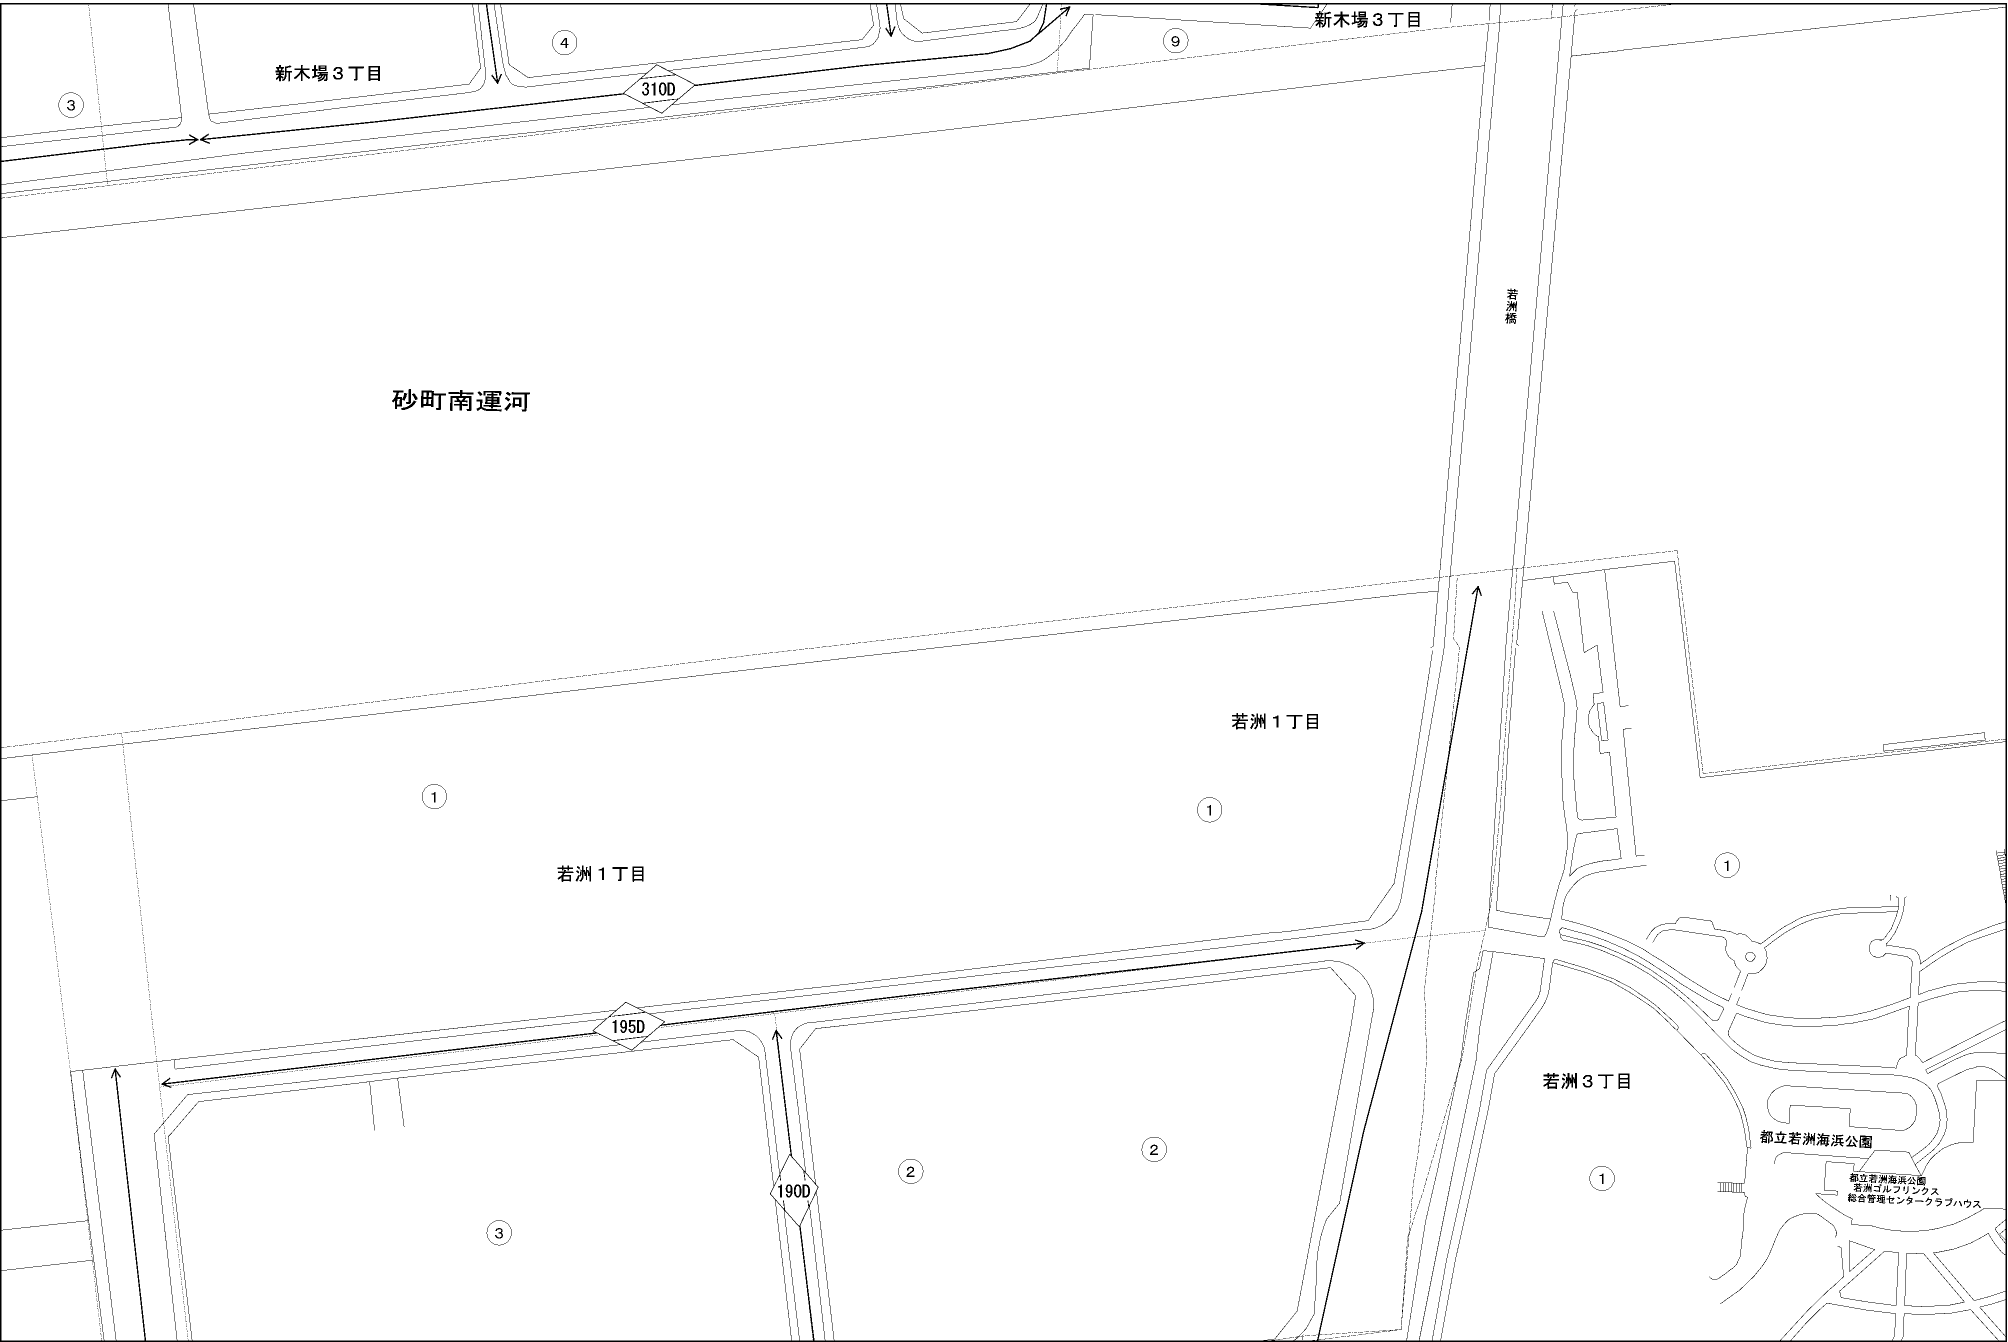 新木場３丁目
④
⑨
新木場３丁目
③
310D
若洲橋
砂町南運河
若洲１丁目
①
①
若洲１丁目
①
195D
若洲３丁目
都立若洲海浜公園
②
②
①
都立若洲海浜公園
若洲ゴルフリンクス
総合管理センタークラブハウス
190D
③